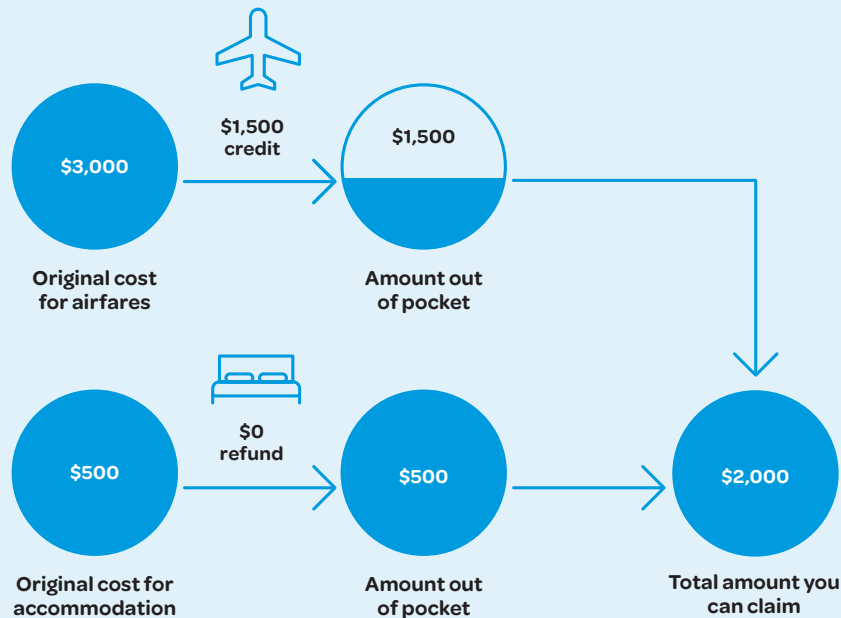 $3,000
$1,500
credit
$1,500
Original cost
for airfares
Amount out
of pocket
$500
$0
refund
$500
$2,000
Original cost for
accommodation
Amount out
of pocket
Total amount you
can claim